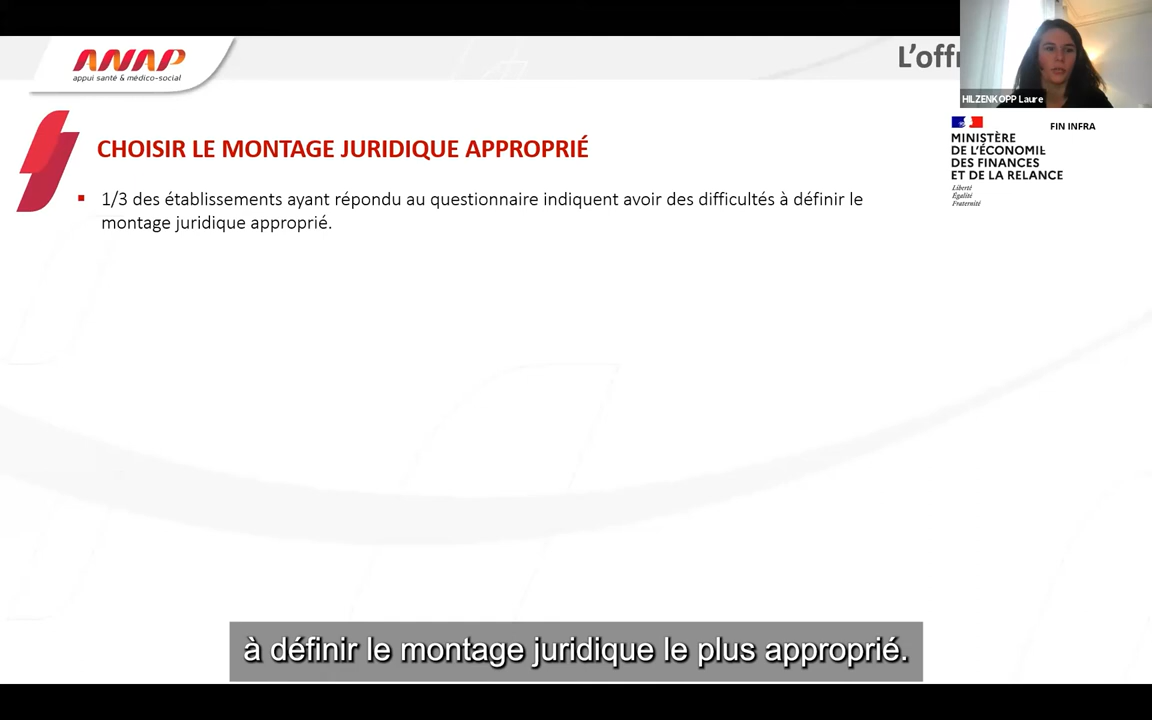 ANAP
appui santé & médico-social
L'offr
HILZENKOPP Laure
FIN INFRA
MINISTÈRE
DE L'ÉCONOMIE
DES FINANCES
ET DE LA RELANCE
Liberté
Égalité
Fraternité
CHOISIR LE MONTAGE JURIDIQUE APPROPRIÉ
▪ 1/3 des établissements ayant répondu au questionnaire indiquent avoir des difficultés à définir le
montage juridique approprié.
à définir le montage juridique le plus approprié.